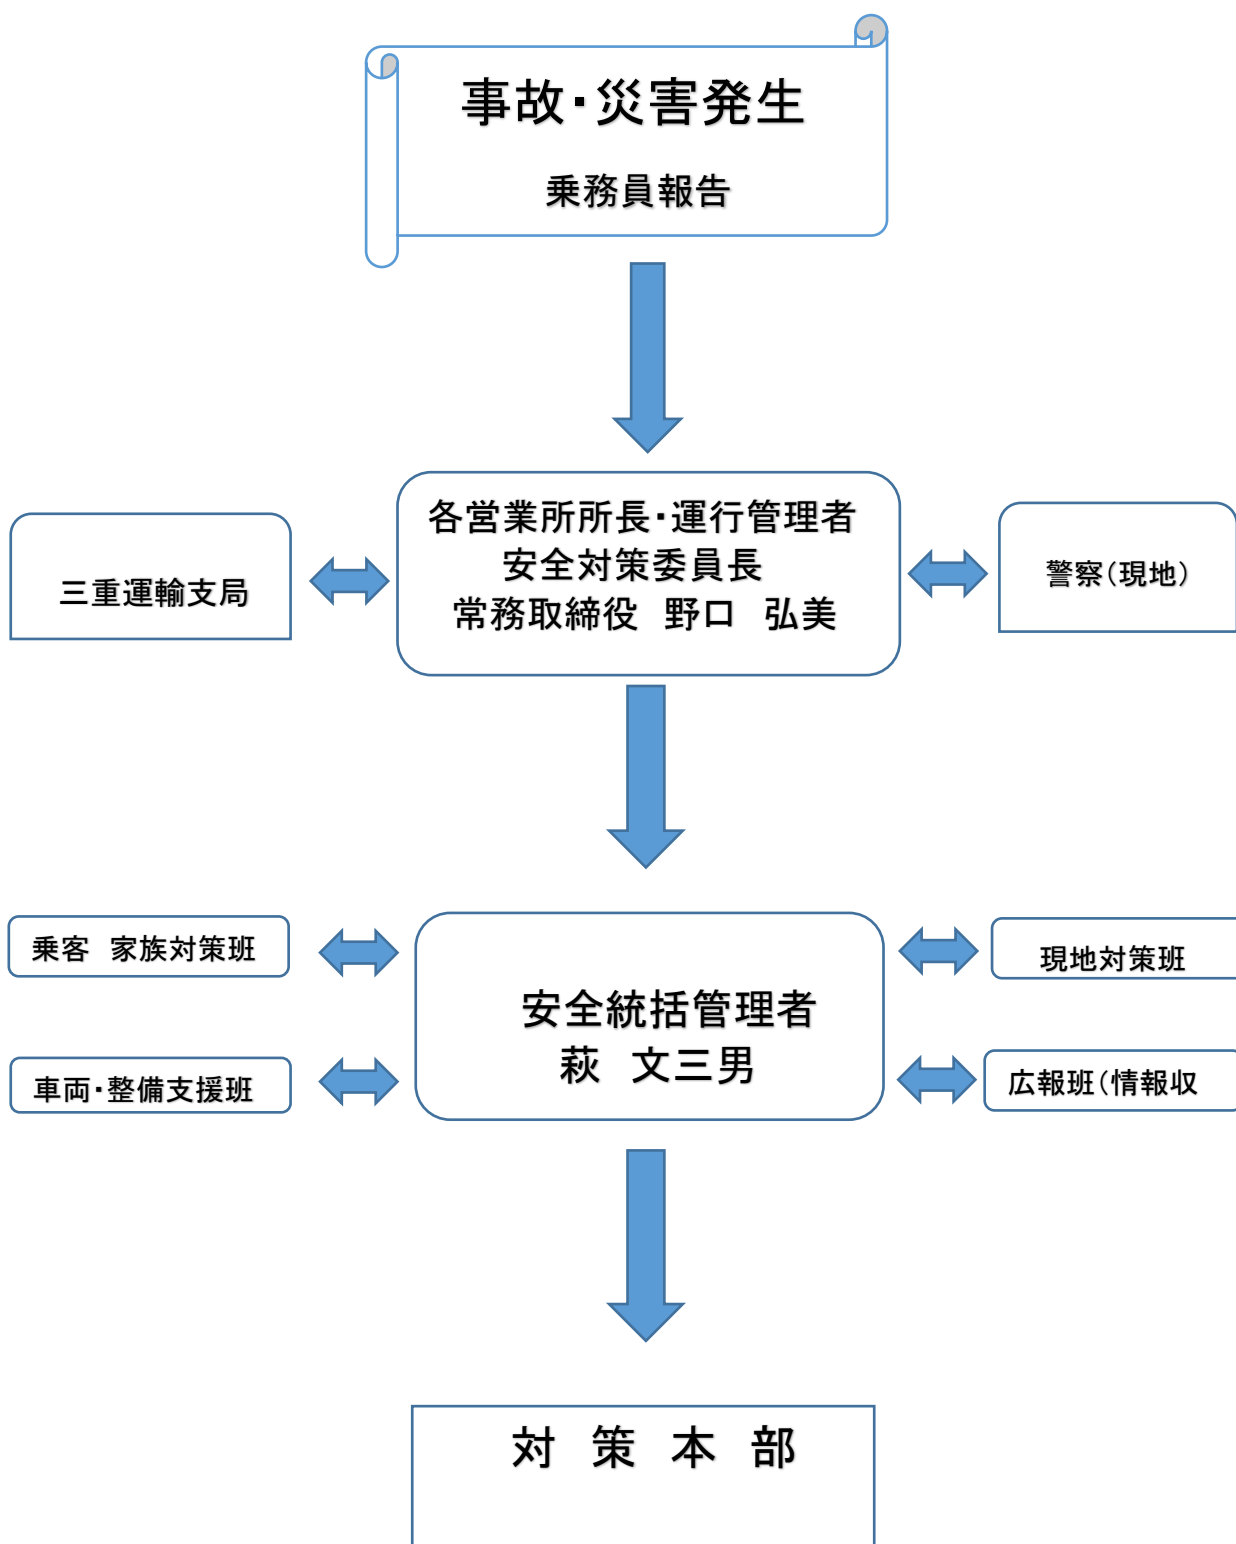 事故・災害発生
乗務員報告
各営業所所長・運行管理者
安全対策委員長
常務取締役　野口　弘美
三重運輸支局
警察（現地）
乗客　家族対策班
現地対策班
安全統括管理者
萩　文三男
車両・整備支援班
広報班（情報収
対　策　本　部